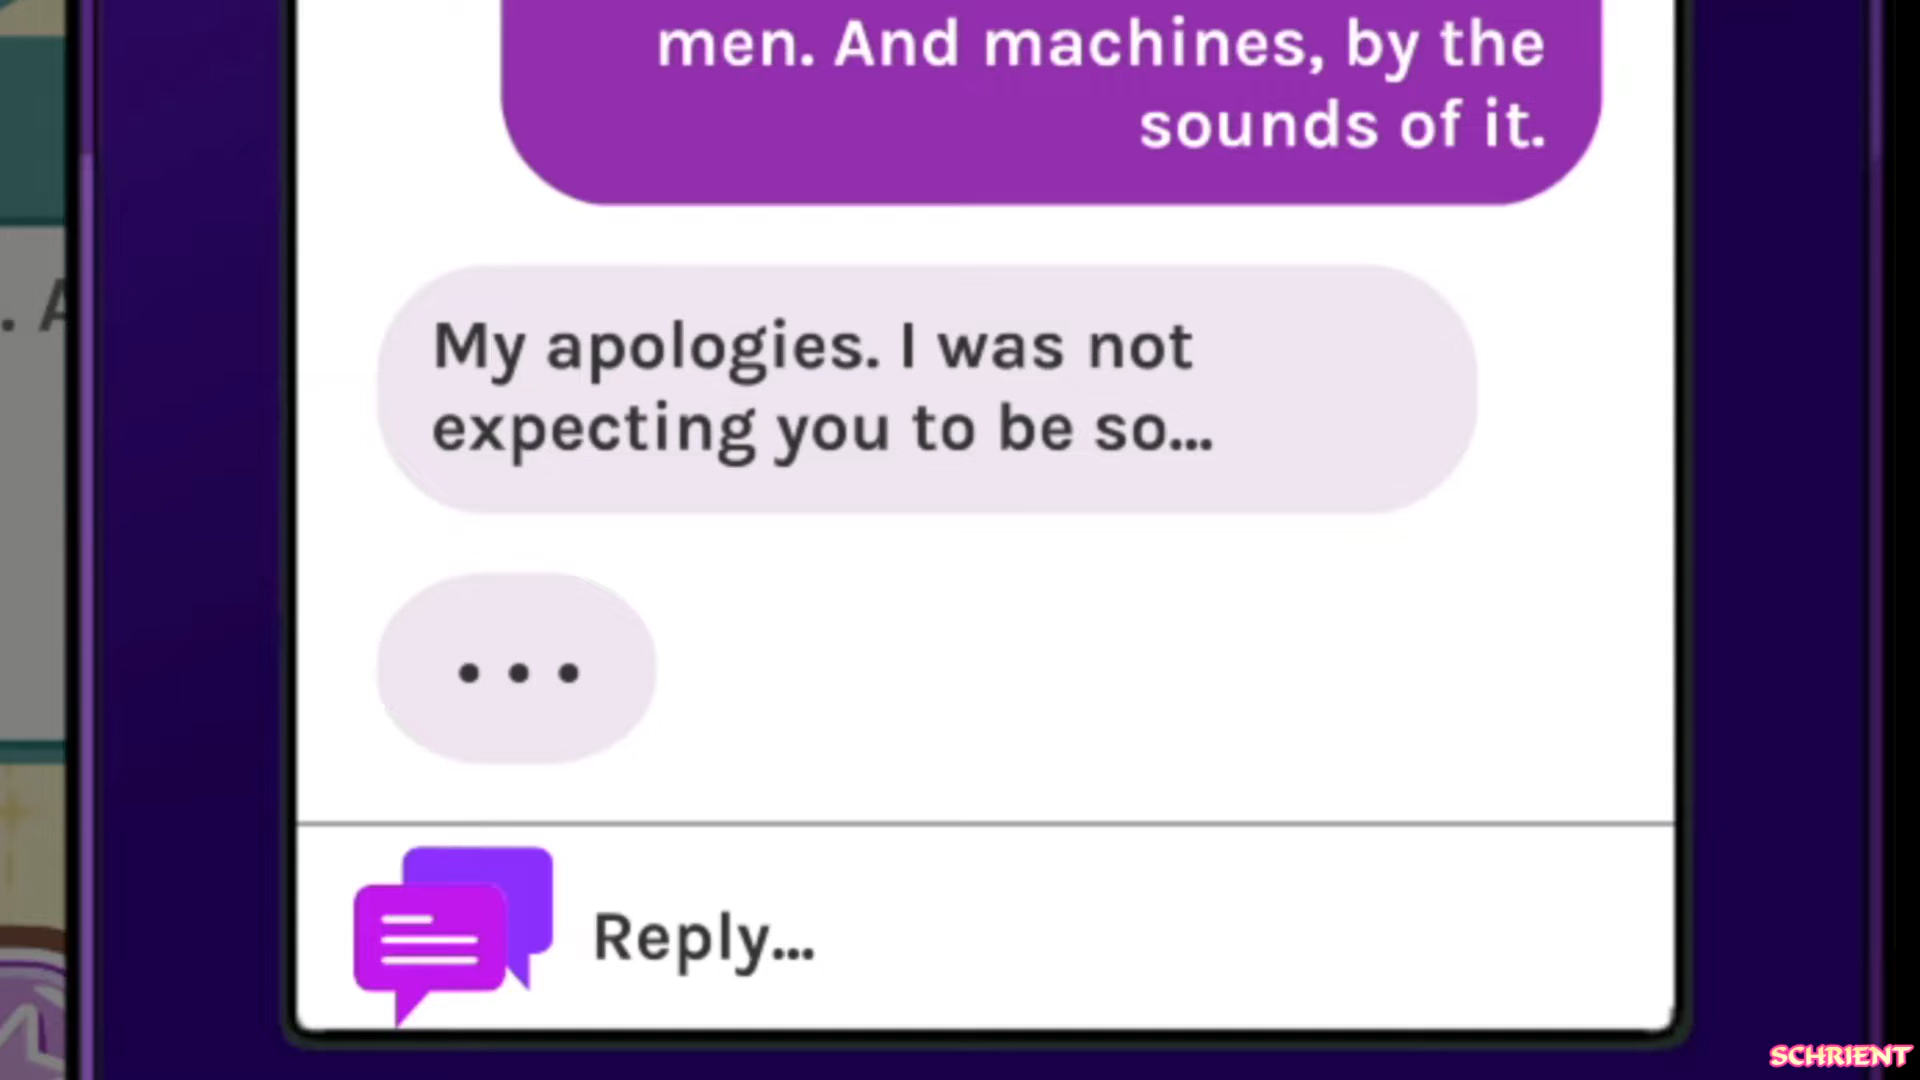 men. And machines, by the
sounds of it.
. A
My apologies. I was not
expecting you to be so...
Reply...
SCHRIENT